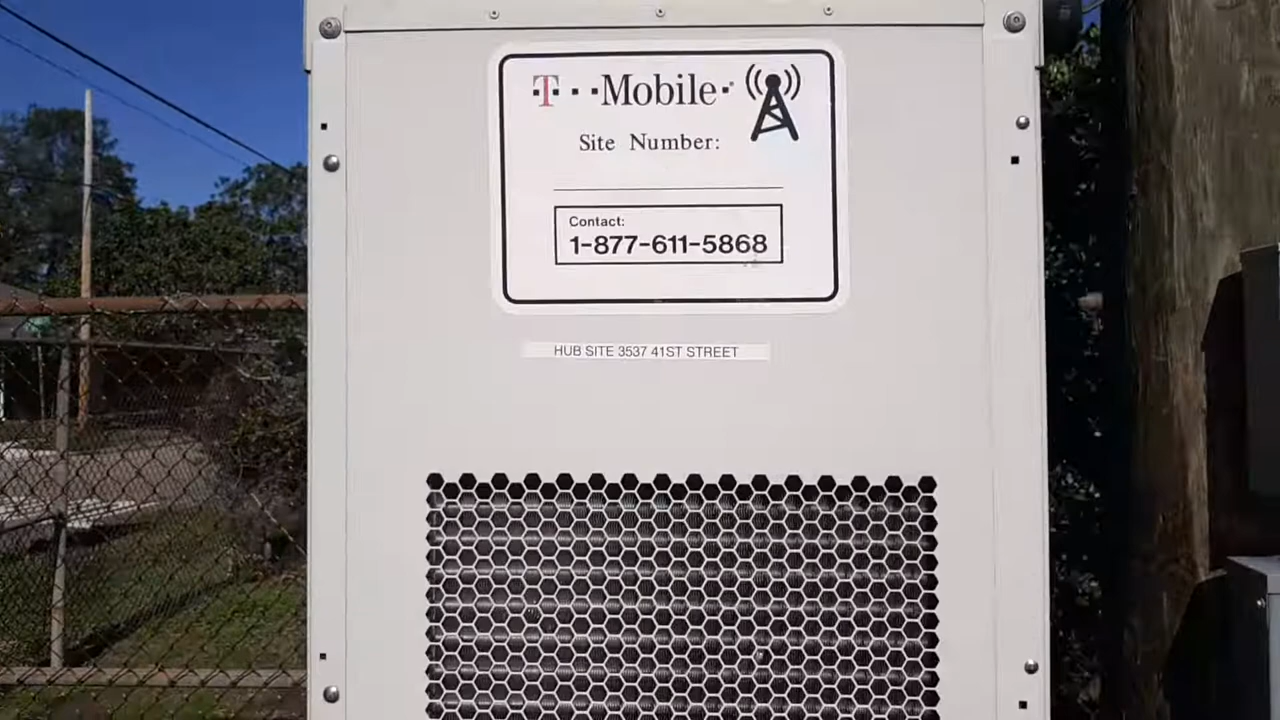 T··Mobile·
Site Number:
Contact:
1-877-611-5868
HUB SITE 3537 41ST STREET